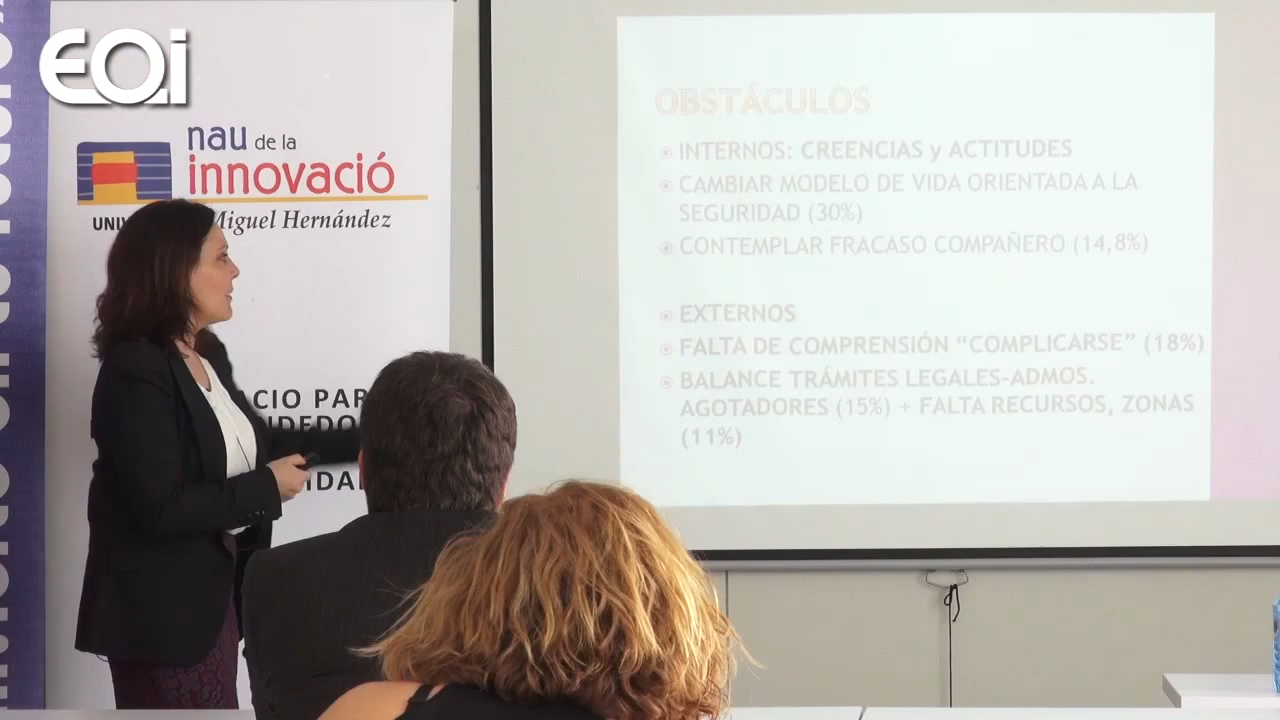 EOi
nau de la
innovació
Miguel Hernández
OBSTÁCULOS
INTERNOS: CREENCIAS y ACTITUDES
CAMBIAR MODELO DE VIDA ORIENTADA A LA
SEGURIDAD (30%)
CONTEMPLAR FRACASO COMPAÑERO (14,8%)
EXTERNOS
FALTA DE COMPRENSIÓN “COMPLICARSE” (18%)
BALANCE TRÁMITES LEGALES-ADMOS.
AGOTADORES (15%) + FALTA RECURSOS, ZONAS
(11%)